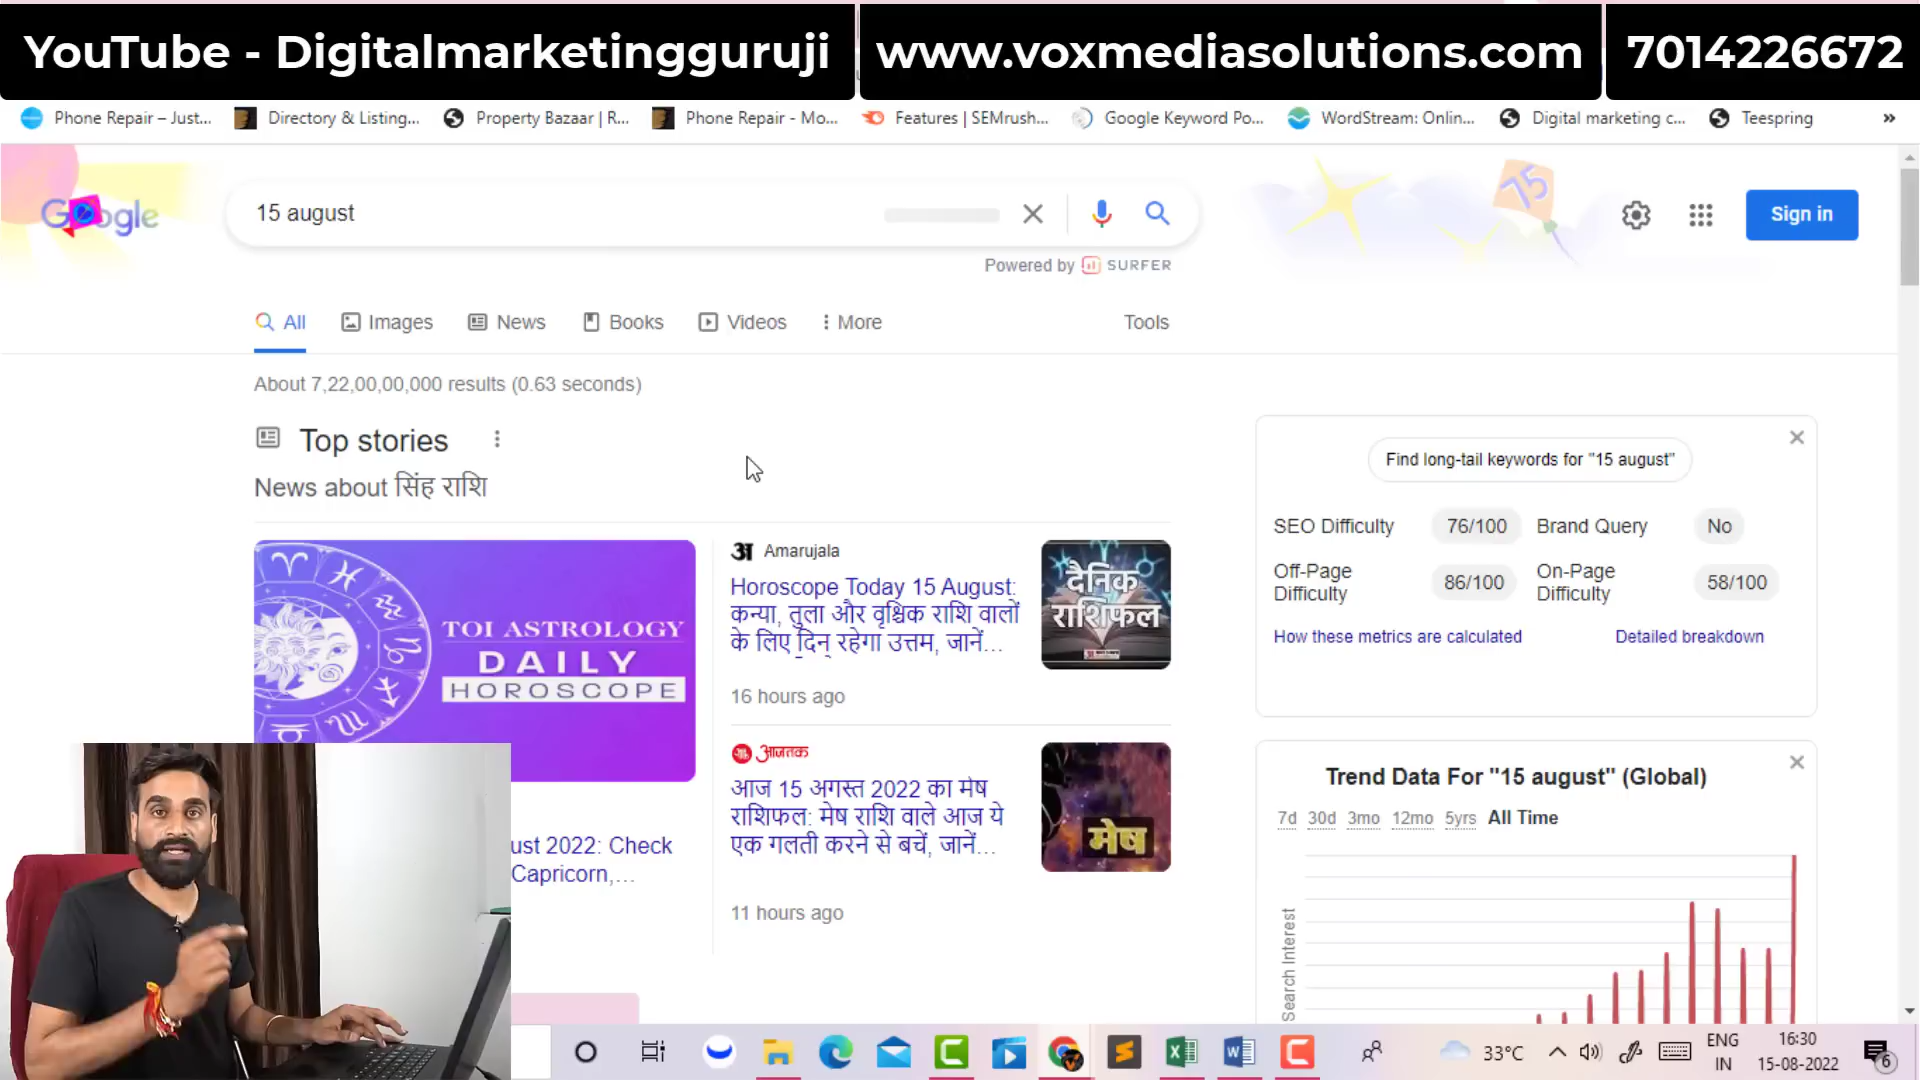 YouTube - Digitalmarketingguruji
www.voxmediasolutions.com
7014226672
Phone Repair – Just...
Directory & Listing...
Property Bazaar | R...
Phone Repair - Mo...
Features | SEMrush...
Google Keyword Po...
WordStream: Onlin...
Digital marketing c...
Teespring
»
Google
15 august
75
Sign in
Powered by SURFER
All
Images
News
Books
Videos
More
Tools
About 7,22,00,00,000 results (0.63 seconds)
Top stories
News about सिंह राशि
TOI ASTROLOGY
DAILY
HOROSCOPE
ust 2022: Check
Capricorn,...
अ Amarujala
Horoscope Today 15 August:
कन्या, तुला और वृश्चिक राशि वालों
के लिए दिन रहेगा उत्तम, जानें...
16 hours ago
दैनिक
राशिफल
आजतक
आज 15 अगस्त 2022 का मेष
राशिफल: मेष राशि वाले आज ये
एक गलती करने से बचें, जानें...
11 hours ago
मेष
Find long-tail keywords for "15 august"
SEO Difficulty 76/100 Brand Query No
Off-Page Difficulty 86/100 On-Page Difficulty 58/100
How these metrics are calculated
Detailed breakdown
Trend Data For "15 august" (Global)
7d 30d 3mo 12mo 5yrs All Time
Search Interest
33°C
ENG
IN
16:30
15-08-2022
6